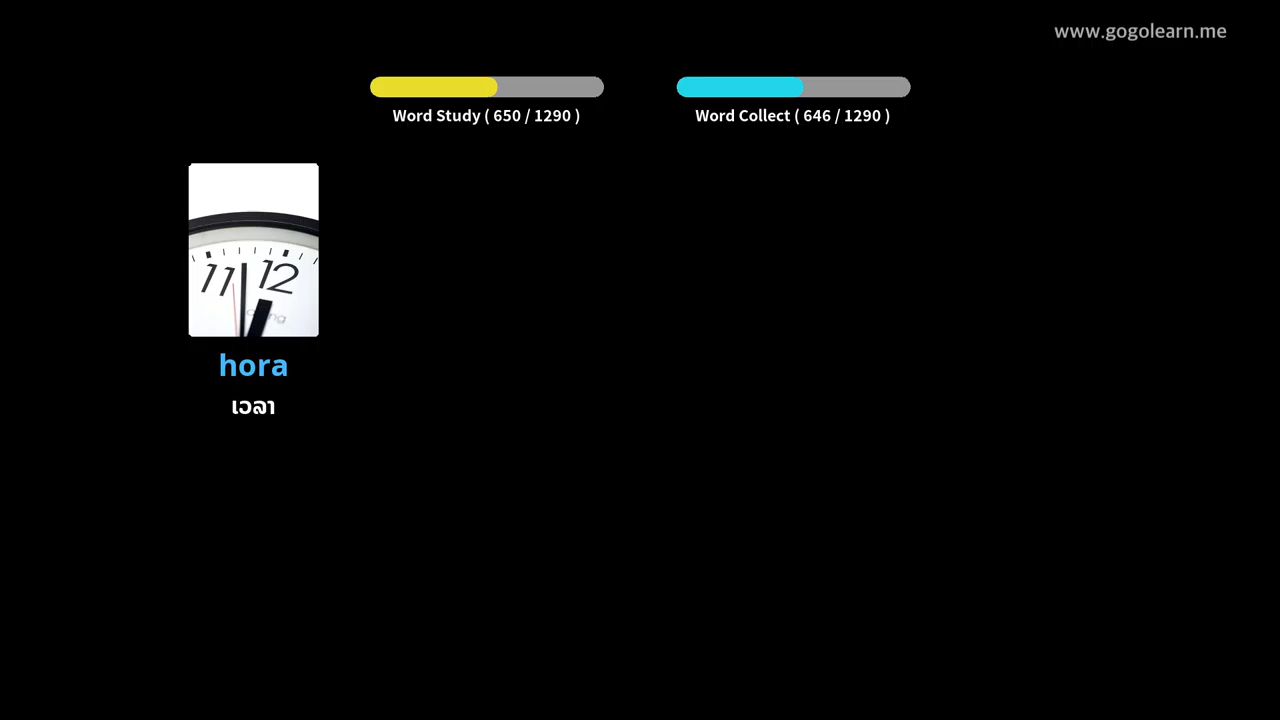 www.gogolearn.me
Word Study ( 650 / 1290 )
Word Collect ( 646 / 1290 )
11 12
hora
ເວລາ